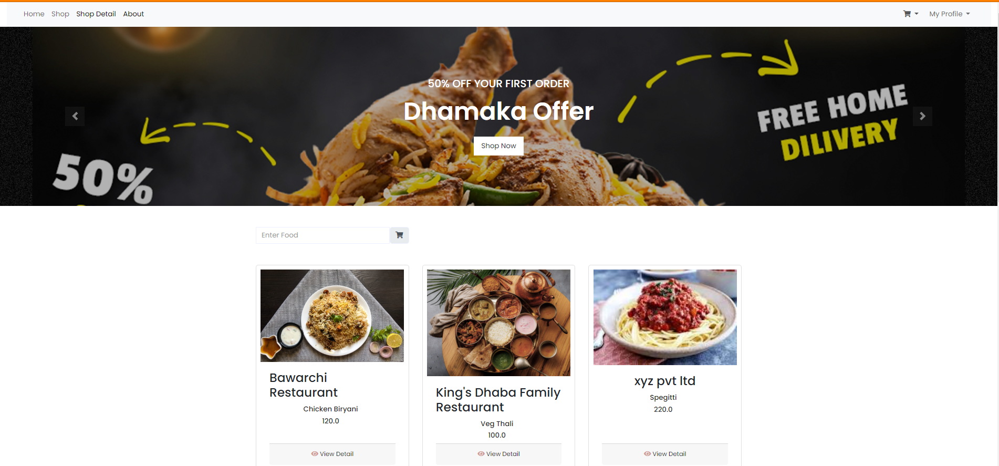 Home Shop Shop Detail About My Profile
50% OFF YOUR FIRST ORDER
Dhamaka Offer
Shop Now
50%
FREE HOME
DILIVERY
Enter Food
Bawarchi
Restaurant
Chicken Biryani
120.0
View Detail
King's Dhaba Family
Restaurant
Veg Thali
100.0
View Detail
xyz pvt ltd
Spegitti
220.0
View Detail